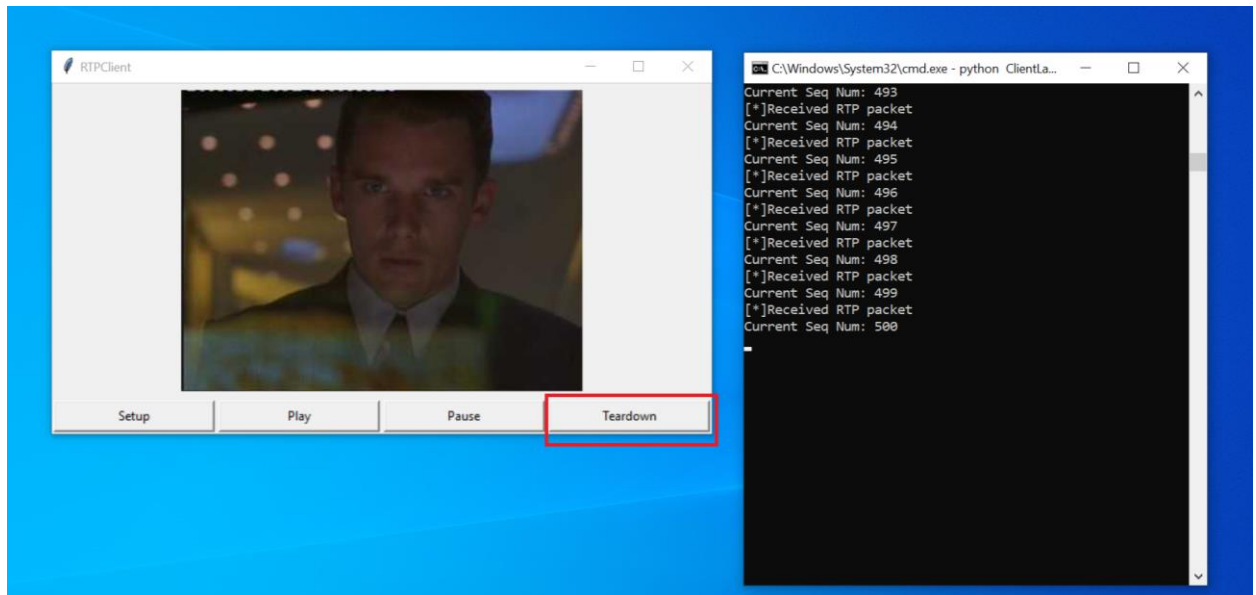 RTPClient
Setup
Play
Pause
Teardown
C:\Windows\System32\cmd.exe - python ClientLa...
Current Seq Num: 493
[*]Received RTP packet
Current Seq Num: 494
[*]Received RTP packet
Current Seq Num: 495
[*]Received RTP packet
Current Seq Num: 496
[*]Received RTP packet
Current Seq Num: 497
[*]Received RTP packet
Current Seq Num: 498
[*]Received RTP packet
Current Seq Num: 499
[*]Received RTP packet
Current Seq Num: 500